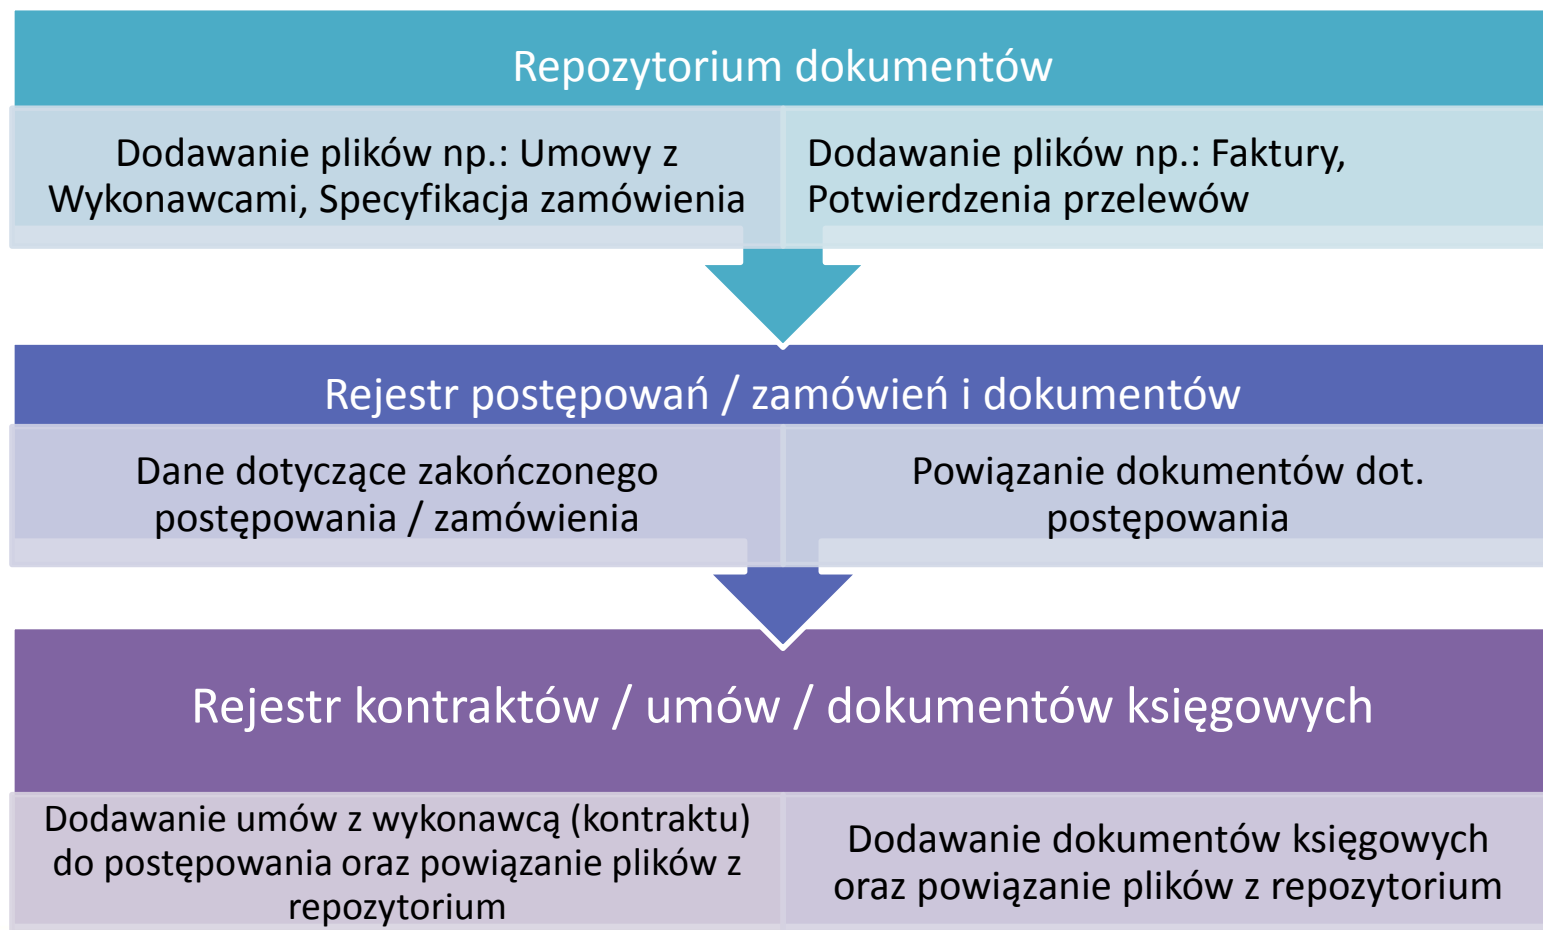 Repozytorium dokumentów
Dodawanie plików np.: Umowy z
Wykonawcami, Specyfikacja zamówienia
Dodawanie plików np.: Faktury,
Potwierdzenia przelewów
Rejestr postępowań / zamówień i dokumentów
Dane dotyczące zakończonego
postępowania / zamówienia
Powiązanie dokumentów dot.
postępowania
Rejestr kontraktów / umów / dokumentów księgowych
Dodawanie umów z wykonawcą (kontraktu)
do postępowania oraz powiązanie plików z
repozytorium
Dodawanie dokumentów księgowych
oraz powiązanie plików z repozytorium